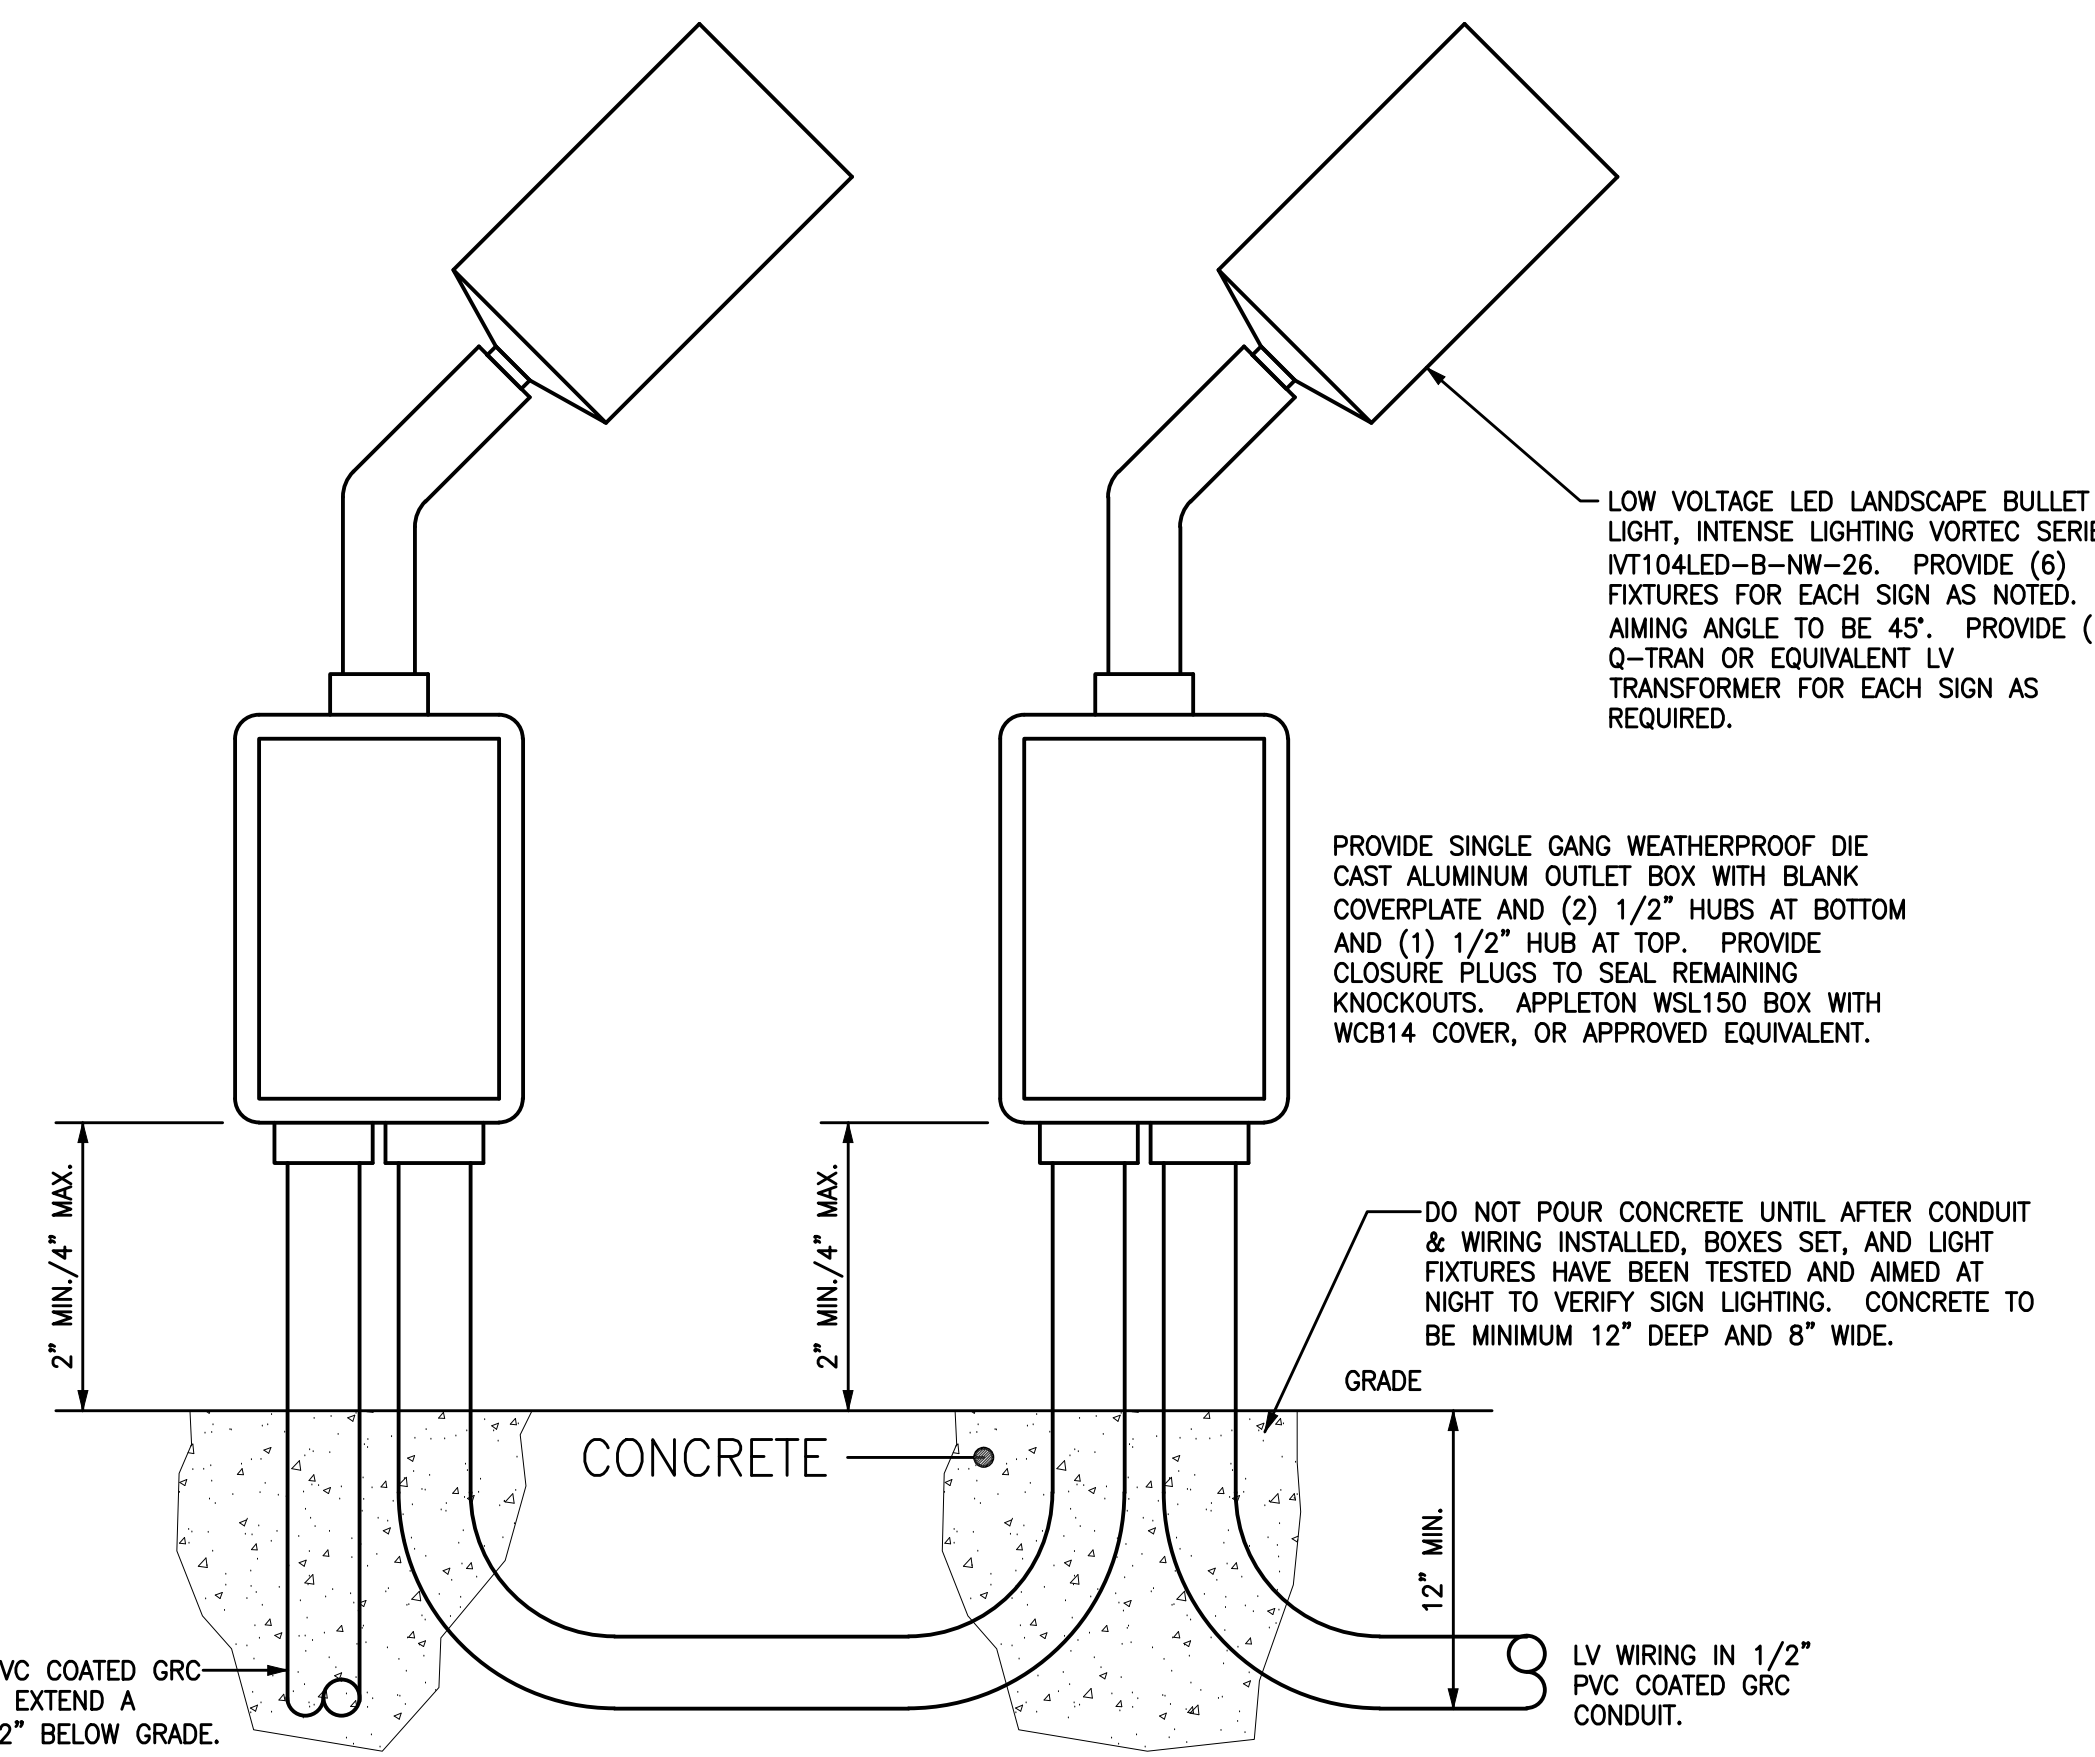 LOW VOLTAGE LED LANDSCAPE BULLET
LIGHT, INTENSE LIGHTING VORTEC
IVT104LED-B-NW-26. PROVIDE (6)
FIXTURES FOR EACH SIGN AS NOTED.
AIMING ANGLE TO BE 45°. PROVIDE (
Q-TRAN OR EQUIVALENT LV
TRANSFORMER FOR EACH SIGN AS
REQUIRED.
PROVIDE SINGLE GANG WEATHERPROOF DIE
CAST ALUMINUM OUTLET BOX WITH BLANK
COVERPLATE AND (2) 1/2" HUBS AT BOTTOM
AND (1) 1/2" HUB AT TOP. PROVIDE
CLOSURE PLUGS TO SEAL REMAINING
KNOCKOUTS. APPLETON WSL150 BOX WITH
WCB14 COVER, OR APPROVED EQUIVALENT.
2" MIN./4" MAX.
2" MIN./4" MAX.
DO NOT POUR CONCRETE UNTIL AFTER CONDUIT
& WIRING INSTALLED, BOXES SET, AND LIGHT
FIXTURES HAVE BEEN TESTED AND AIMED AT
NIGHT TO VERIFY SIGN LIGHTING. CONCRETE TO
BE MINIMUM 12" DEEP AND 8" WIDE.
GRADE
CONCRETE
12" MIN.
VC COATED GRC
EXTEND A
2" BELOW GRADE.
LV WIRING IN 1/2"
PVC COATED GRC
CONDUIT.